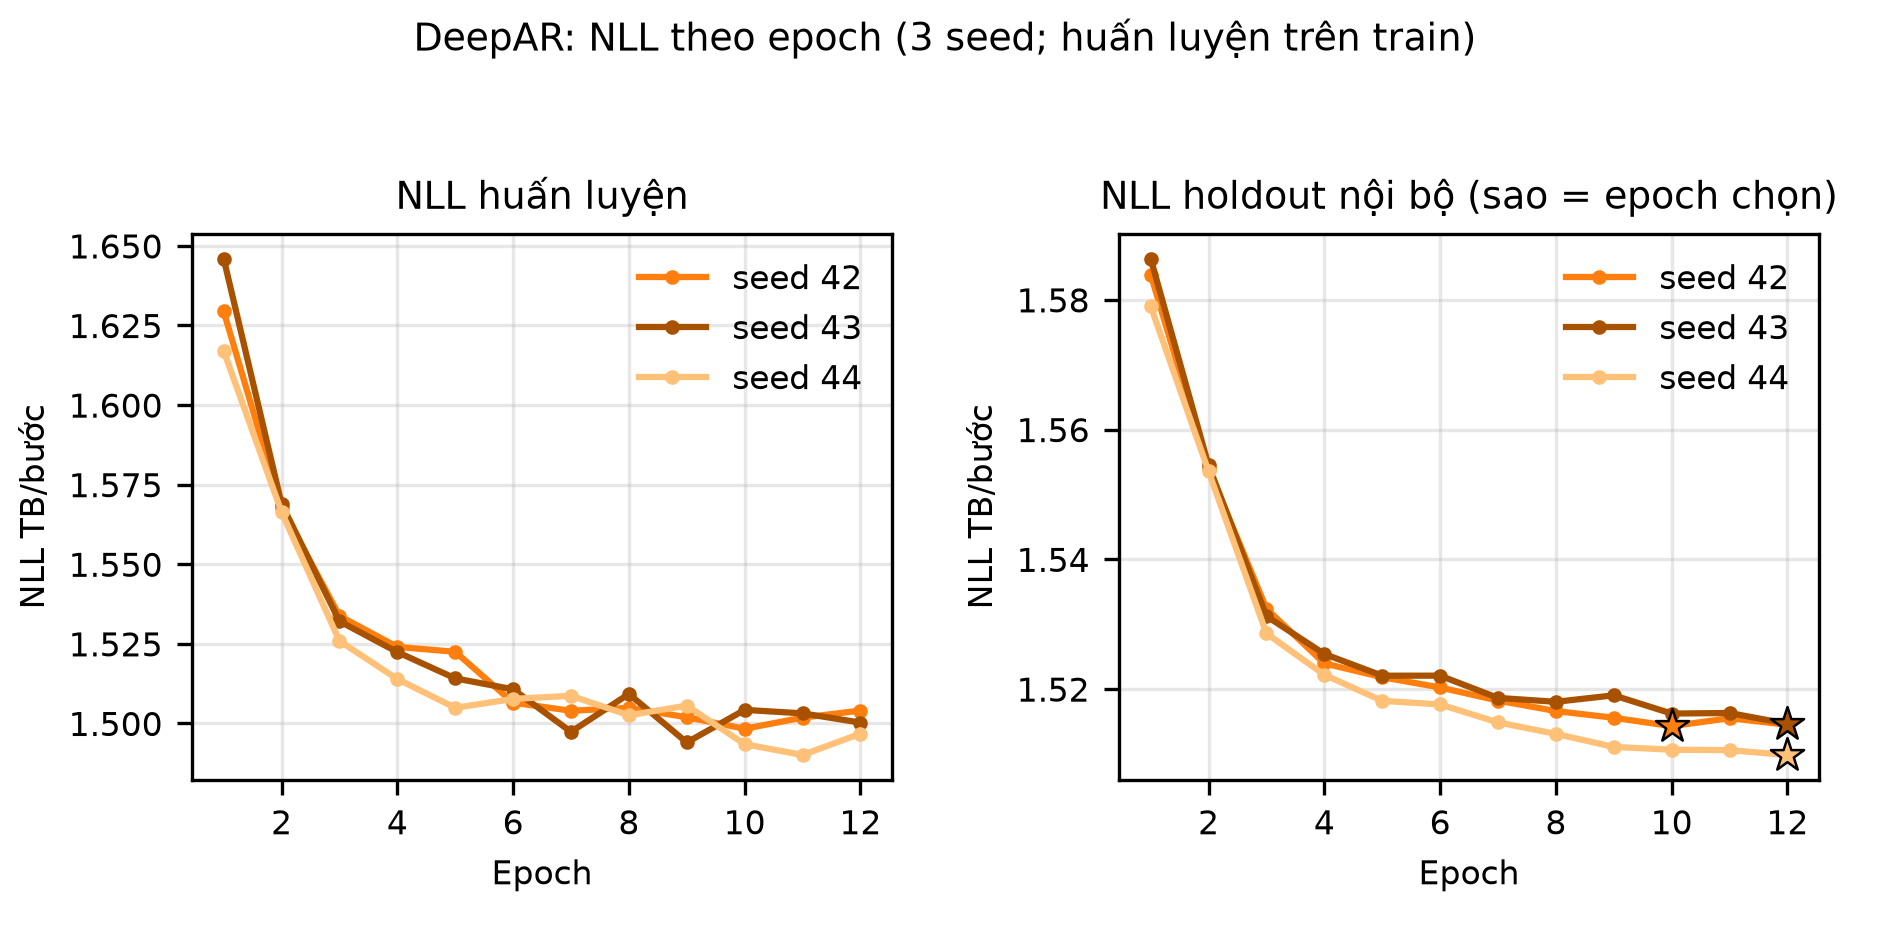 DeepAR: NLL theo epoch (3 seed; huấn luyện trên train)
NLL huấn luyện
1.650
1.625
1.600
1.575
1.550
1.525
1.500
NLL TB/bước
seed 42
seed 43
seed 44
2 4 6 8 10 12
Epoch
NLL holdout nội bộ (sao = epoch chọn)
1.58
1.56
1.54
1.52
NLL TB/bước
seed 42
seed 43
seed 44
2 4 6 8 10 12
Epoch